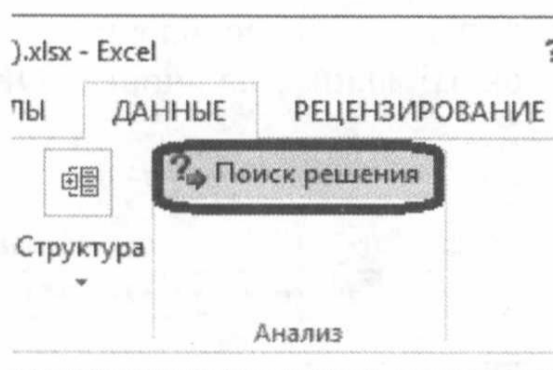 ).xlsx - Excel ?
ЛЫ ДАННЫЕ РЕЦЕНЗИРОВАНИЕ
? Поиск решения
Структура
Анализ